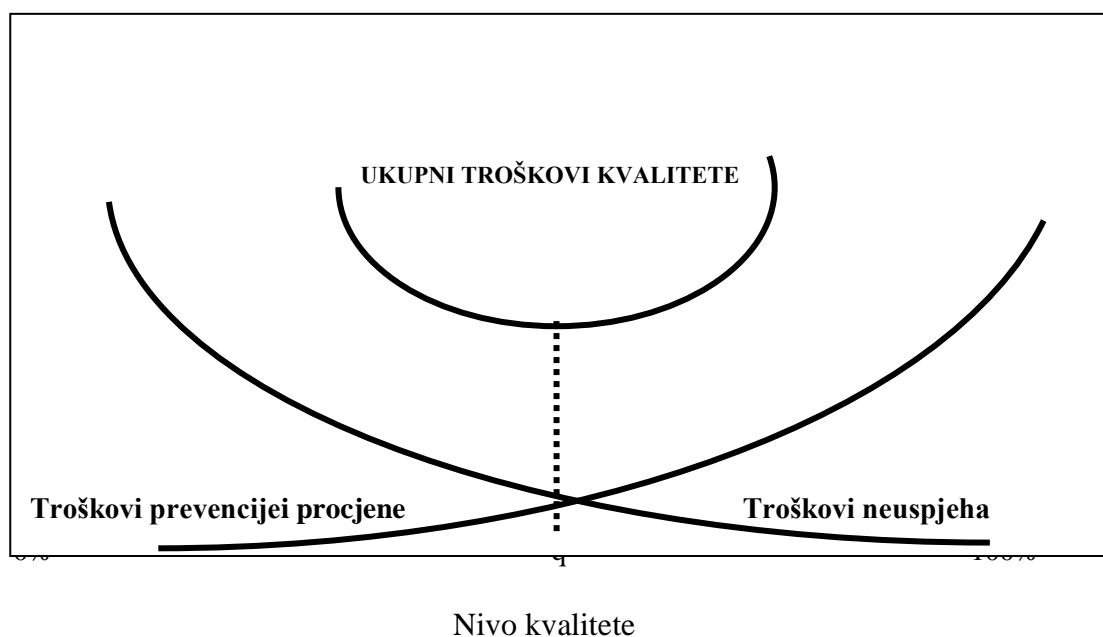 UKUPNI TROŠKOVI KVALITETE
Troškovi prevencijei procjene
Troškovi neuspjeha
Nivo kvalitete